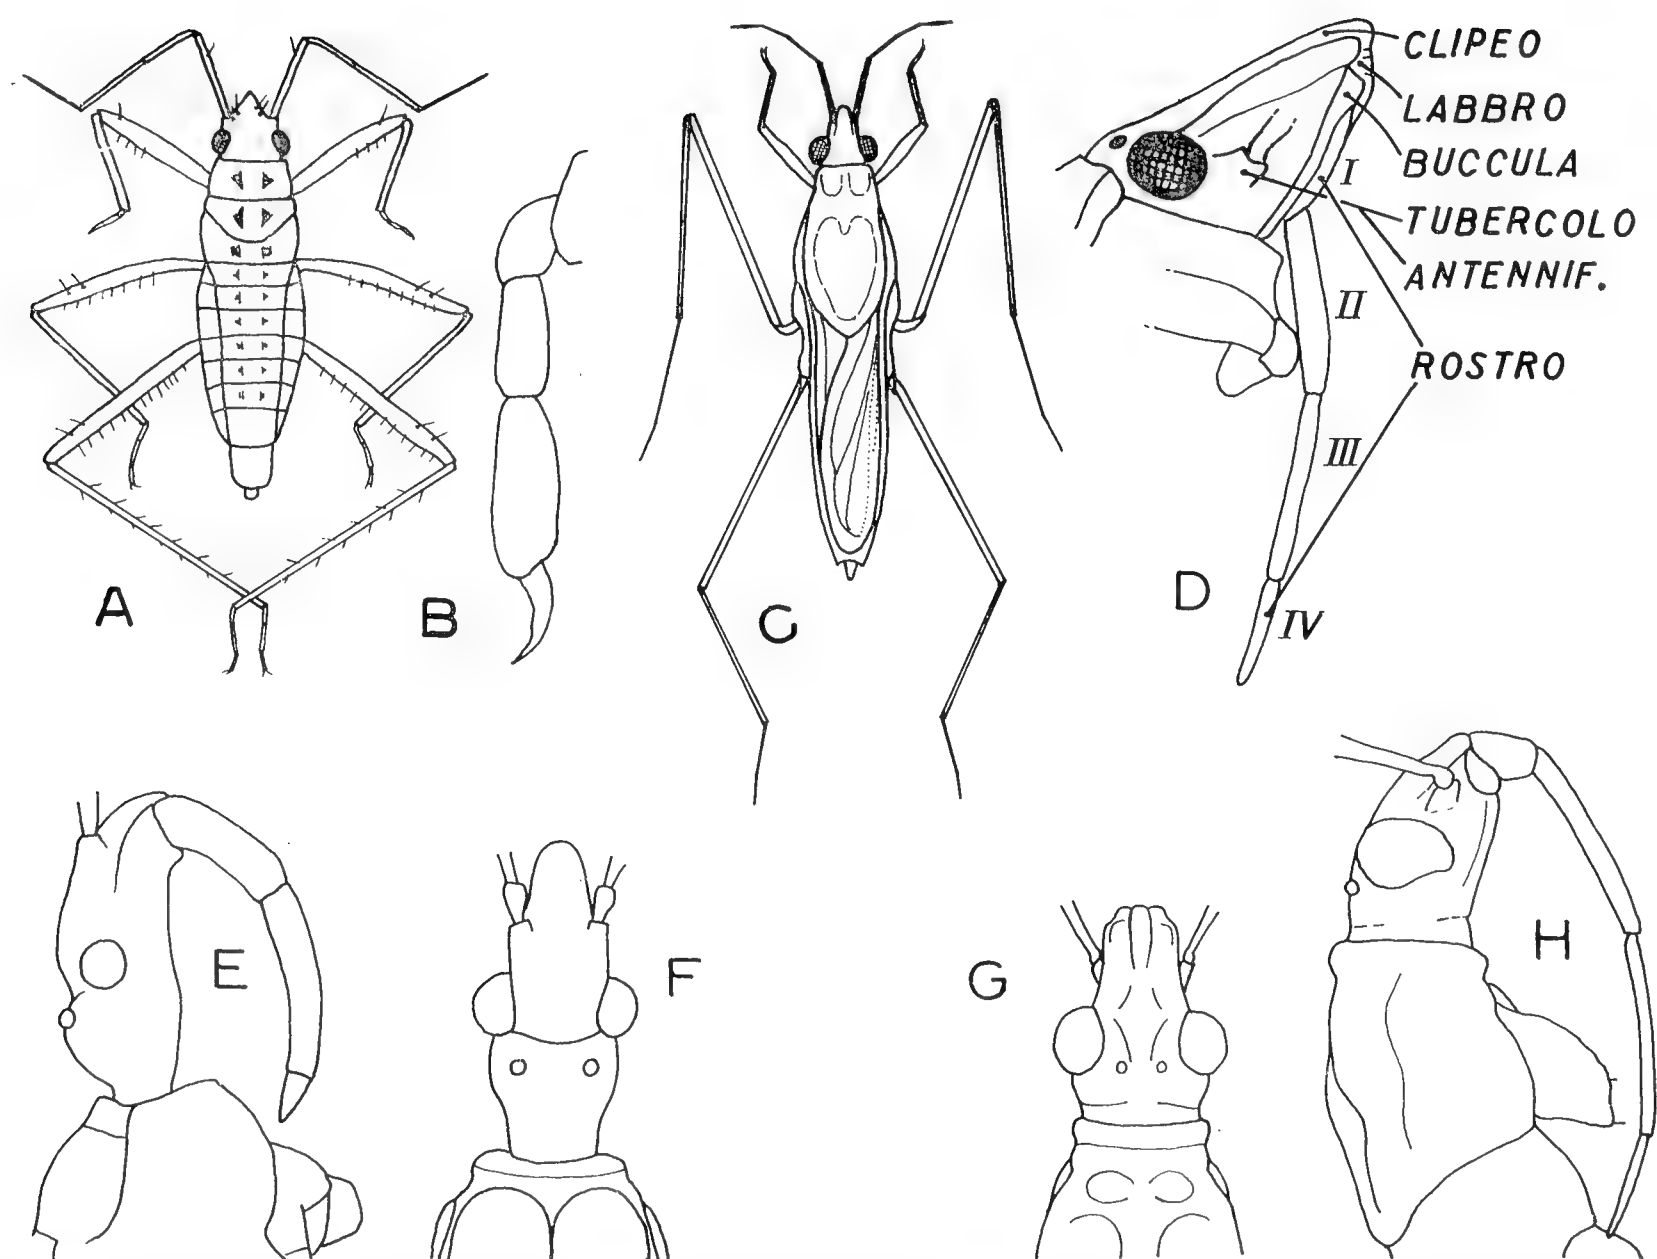 CLIPEO
LABBRO
BUCCULA
I
TUBERCOLO
ANTENNIF.
II
ROSTRO
III
D
A
B
C
IV
E
F
G
H